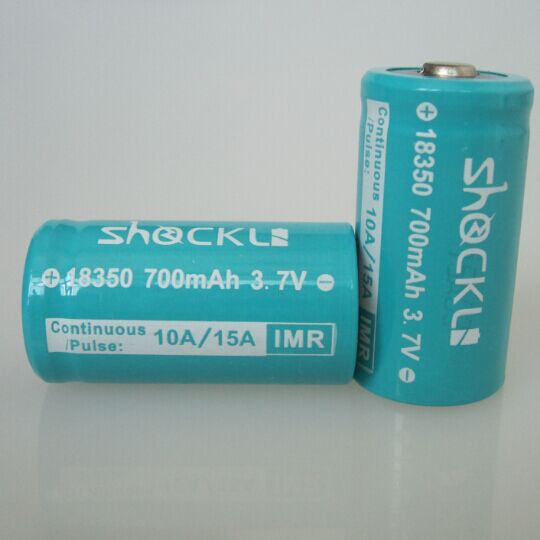 ShOCKLi
⊕ 18350 700mAh 3.7V ⊖
Continuous
/Pulse: 10A/15A IMR
ShOCKLi
⊕ 18350 700mAh 3.7V ⊖
Continuous
/Pulse: 10A/15A IMR